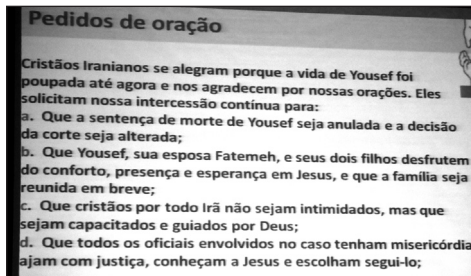 Pedidos de oração
Cristãos Iranianos se alegram porque a vida de Yousef foi
poupada até agora e nos agradecem por nossas orações. Eles
solicitam nossa intercessão contínua para:
a. Que a sentença de morte de Yousef seja anulada e a decisão
da corte seja alterada;
b. Que Yousef, sua esposa Fatemeh, e seus dois filhos desfrutem
do conforto, presença e esperança em Jesus, e que a família seja
reunida em breve;
c. Que cristãos por todo Irã não sejam intimidados, mas que
sejam capacitados e guiados por Deus;
d. Que todos os oficiais envolvidos no caso tenham misericórdia
ajam com justiça, conheçam a Jesus e escolham segui-lo;